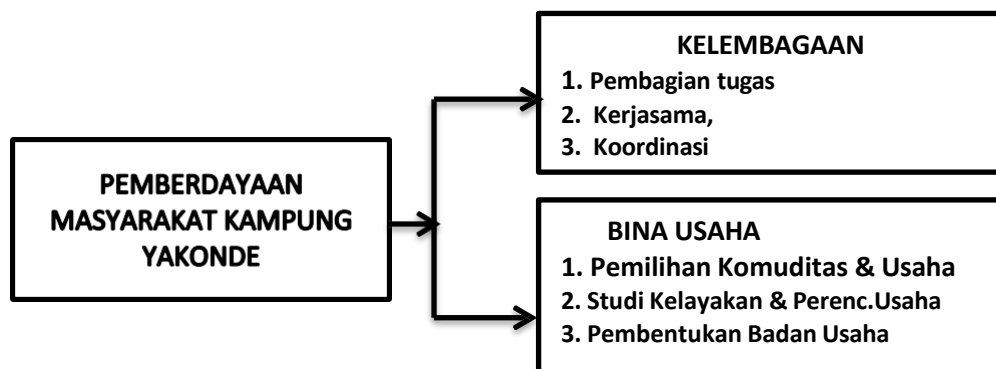 PEMBERDAYAAN
MASYARAKAT KAMPUNG
YAKONDE
KELEMBAGAAN
1. Pembagian tugas
2. Kerjasama,
3. Koordinasi
BINA USAHA
1. Pemilihan Komuditas & Usaha
2. Studi Kelayakan & Perenc.Usaha
3. Pembentukan Badan Usaha